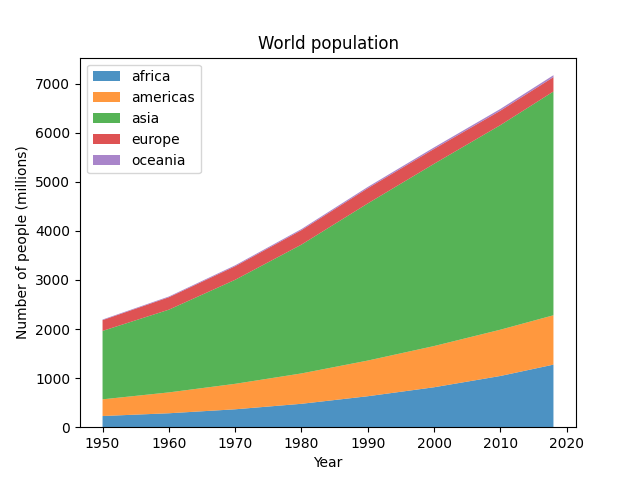 World population
africa
americas
asia
europe
oceania
Number of people (millions)
7000
6000
5000
4000
3000
2000
1000
0
1950 1960 1970 1980 1990 2000 2010 2020
Year